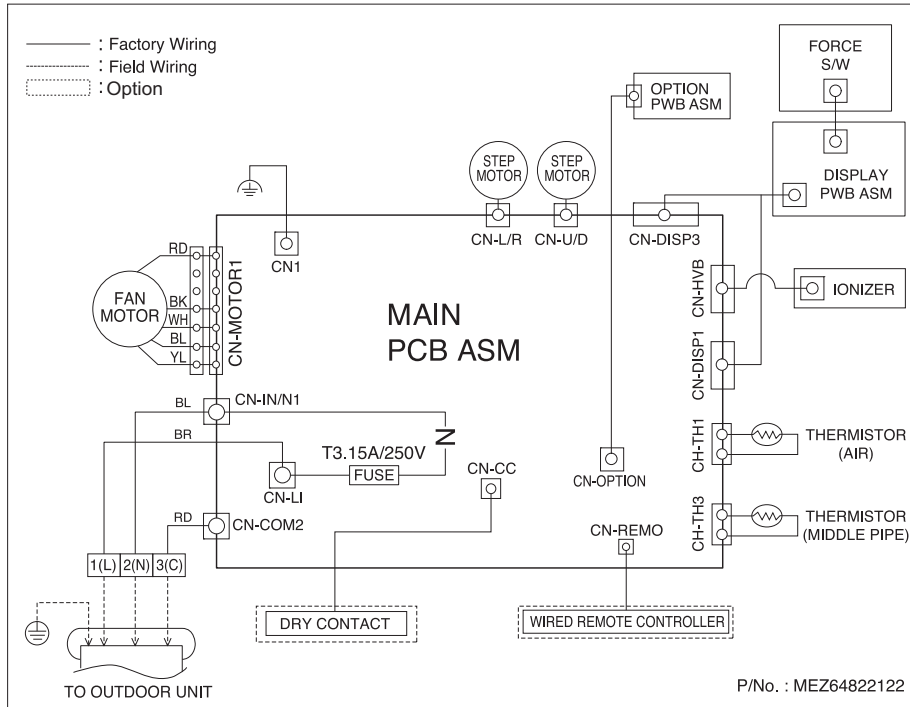 : Factory Wiring
: Field Wiring
: Option
FORCE
S/W
OPTION
PWB ASM
DISPLAY
PWB ASM
STEP
MOTOR
STEP
MOTOR
CN-L/R
CN-U/D
CN-DISP3
CN1
RD
BK
WH
BL
YL
FAN
MOTOR
CN-MOTOR1
MAIN
PCB ASM
CN-HVB
IONIZER
CN-DISP1
BL
CN-IN/N1
BR
N
T3.15A/250V
FUSE
CN-LI
CN-CC
CN-OPTION
CH-TH1
THERMISTOR
(AIR)
RD
CN-COM2
CN-REMO
CH-TH3
THERMISTOR
(MIDDLE PIPE)
1(L) 2(N) 3(C)
DRY CONTACT
WIRED REMOTE CONTROLLER
TO OUTDOOR UNIT
P/No. : MEZ64822122